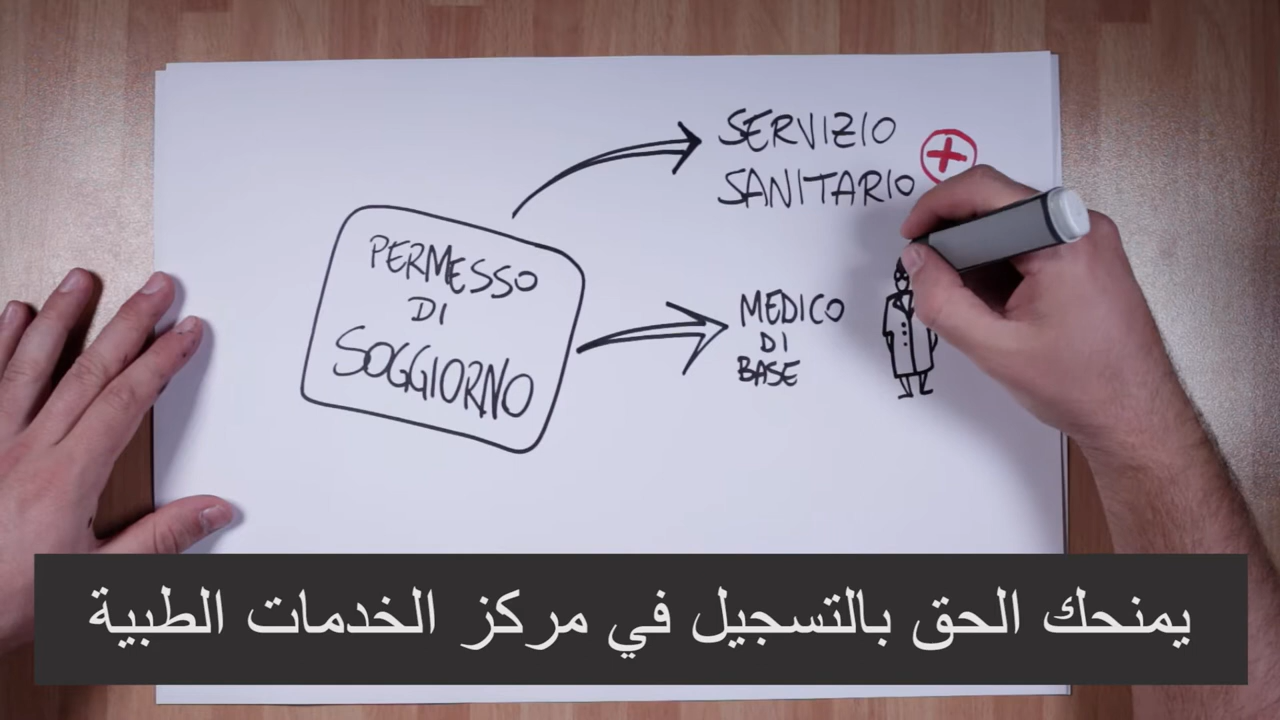 SERVIZIO
SANITARIO
PERMESSO
DI
SOGGIORNO
MEDICO
DI
BASE
يمنحك الحق بالتسجيل في مركز الخدمات الطبية